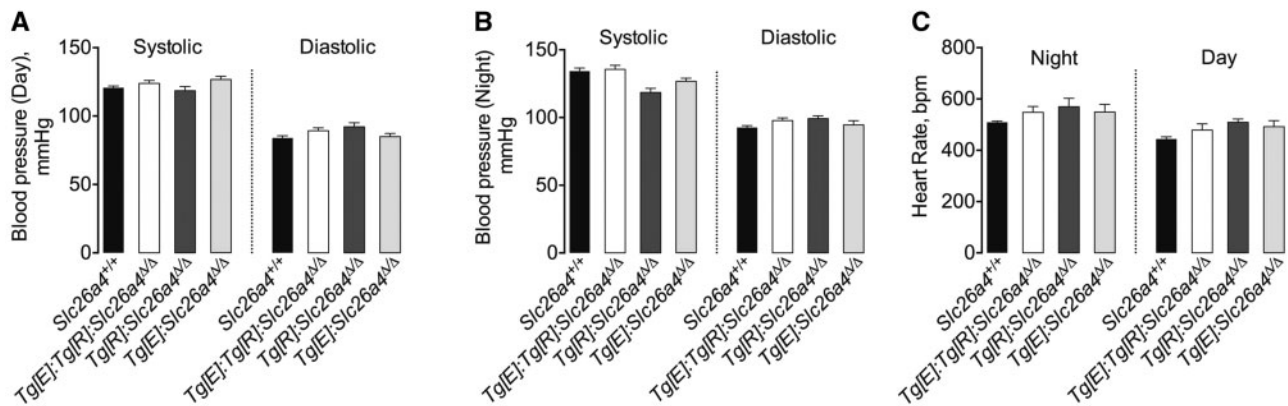 A
Blood pressure (Day),
mmHg
150
100
50
0
Systolic
Diastolic
Slc26a4+/+
Tg[E]:Tg[R]:Slc26a4Δ/Δ
Tg[R]:Slc26a4Δ/Δ
Tg[E]:Slc26a4Δ/Δ
Slc26a4+/+
Tg[E]:Tg[R]:Slc26a4Δ/Δ
Tg[R]:Slc26a4Δ/Δ
Tg[E]:Slc26a4Δ/Δ
B
Blood pressure (Night)
mmHg
150
100
50
0
Systolic
Diastolic
Slc26a4+/+
Tg[E]:Tg[R]:Slc26a4Δ/Δ
Tg[R]:Slc26a4Δ/Δ
Tg[E]:Slc26a4Δ/Δ
Slc26a4+/+
Tg[E]:Tg[R]:Slc26a4Δ/Δ
Tg[R]:Slc26a4Δ/Δ
Tg[E]:Slc26a4Δ/Δ
C
Heart Rate, bpm
800
600
400
200
0
Night
Day
Slc26a4+/+
Tg[E]:Tg[R]:Slc26a4Δ/Δ
Tg[R]:Slc26a4Δ/Δ
Tg[E]:Slc26a4Δ/Δ
Slc26a4+/+
Tg[E]:Tg[R]:Slc26a4Δ/Δ
Tg[R]:Slc26a4Δ/Δ
Tg[E]:Slc26a4Δ/Δ